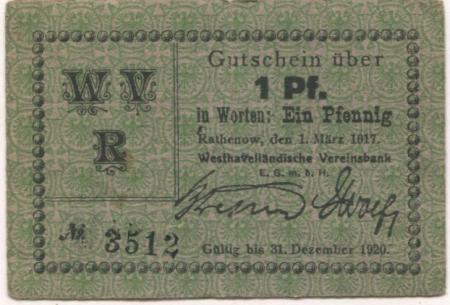 W V
R
Gutschein über
1 Pf.
in Worten: Ein Pfennig
Rathenow, den 1. März 1917.
Westhavelländische Vereinsbank
E. G. m. b. H.
№ 3512
Gültig bis 31. Dezember 1920.